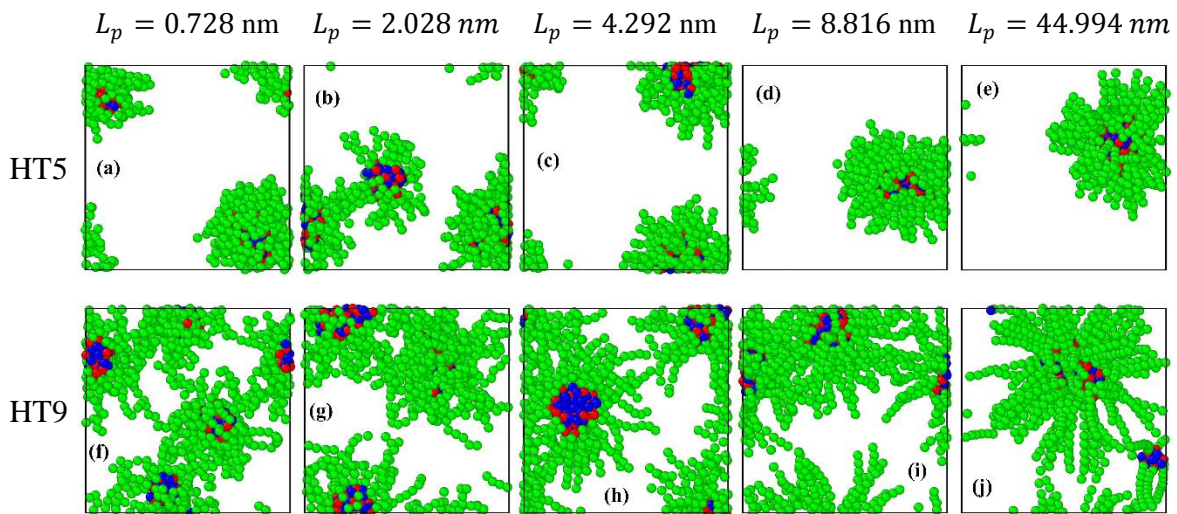 L_p = 0.728 nm L_p = 2.028 nm L_p = 4.292 nm L_p = 8.816 nm L_p = 44.994 nm
HT5
(a) (b) (c) (d) (e)
HT9
(f) (g) (h) (i) (j)